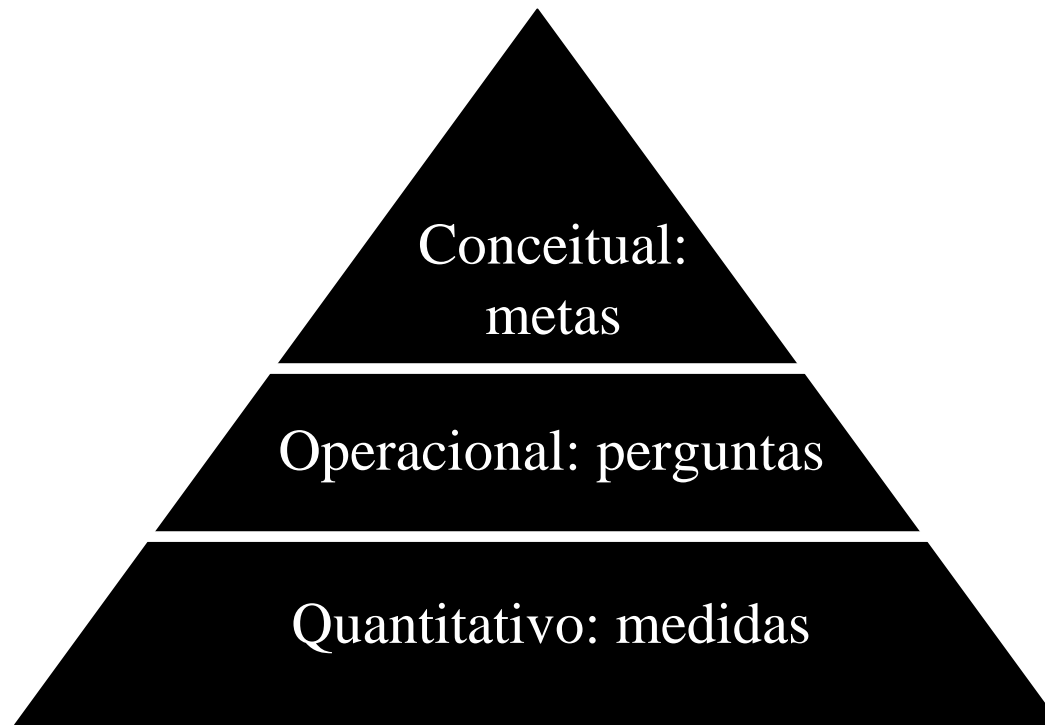 Conceitual:
metas
Operacional: perguntas
Quantitativo: medidas